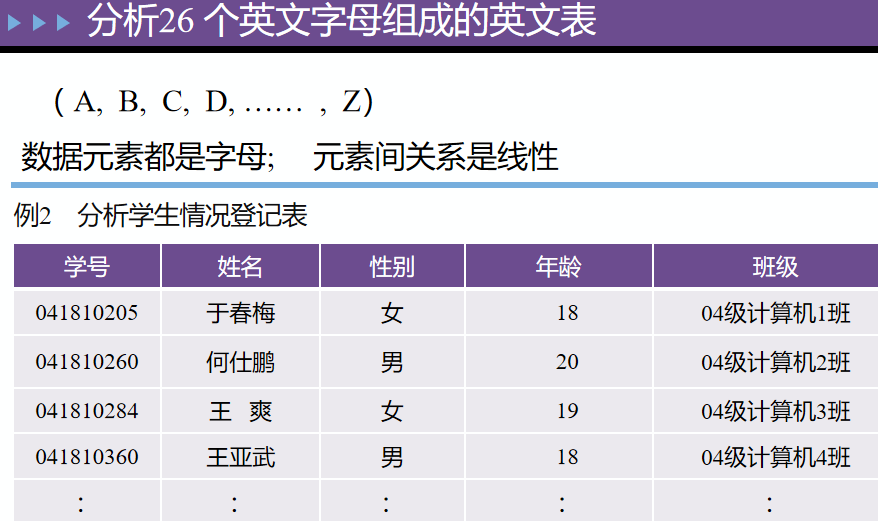 分析26 个英文字母组成的英文表
（ A, B, C, D, …… , Z）
数据元素都是字母; 元素间关系是线性
例2 分析学生情况登记表
学号 姓名 性别 年龄 班级
041810205 于春梅 女 18 04级计算机1班
041810260 何仕鹏 男 20 04级计算机2班
041810284 王 爽 女 19 04级计算机3班
041810360 王亚武 男 18 04级计算机4班
： ： ： ： ：